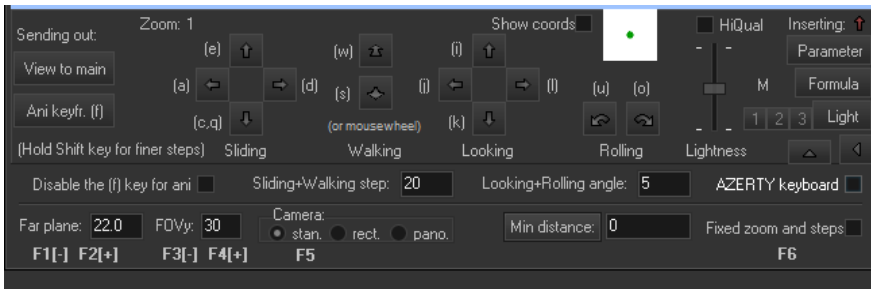 Sending out: Zoom: 1 Show coords HiQual Inserting:
(e) (w) (i) Parameter
View to main
(a) (d) (s) (j) (l) (u) (o) M Formula
Ani keyfr. (f)
(c,q) (or mousewheel) (k) 1 2 3 Light
(Hold Shift key for finer steps) Sliding Walking Looking Rolling Lightness
Disable the (f) key for ani Sliding+Walking step: 20 Looking+Rolling angle: 5 AZERTY keyboard
Camera:
Far plane: 22.0 FOVy: 30 stan. rect. pano. Min distance: 0 Fixed zoom and steps
F1[-] F2[+] F3[-] F4[+] F5 F6